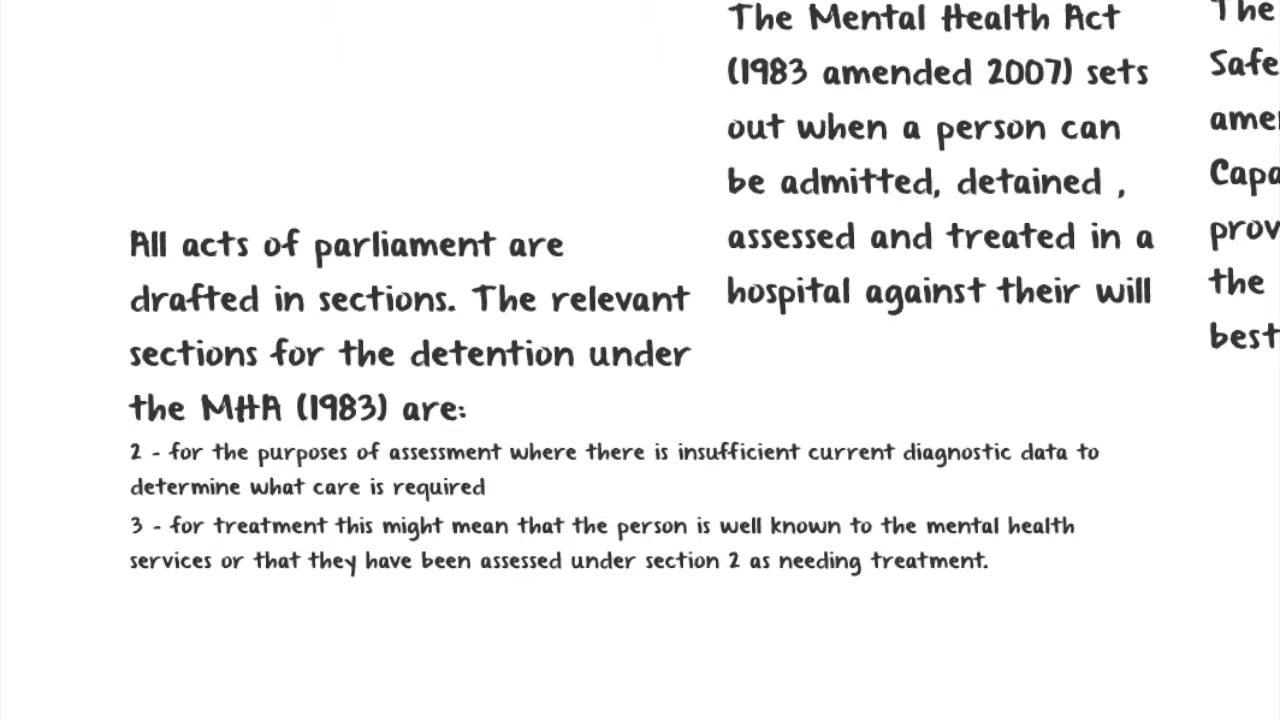 The Mental Health Act
(1983 amended 2007) sets
out when a person can
be admitted, detained ,
assessed and treated in a
hospital against their will
The
All acts of parliament are
drafted in sections. The relevant
sections for the detention under
the MHA (1983) are:
2 - for the purposes of assessment where there is insufficient current diagnostic data to
determine what care is required
3 - for treatment this might mean that the person is well known to the mental health
services or that they have been assessed under section 2 as needing treatment.
the
best